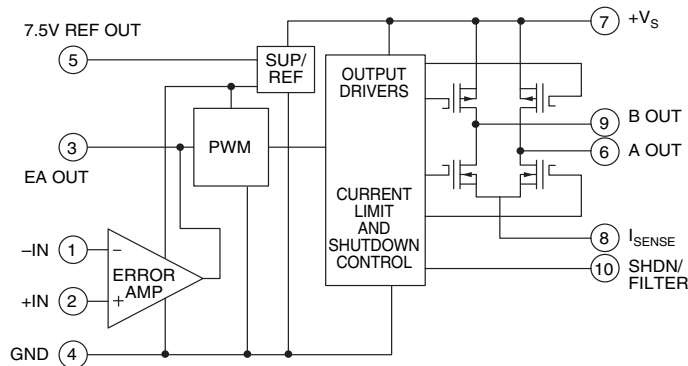 7.5V REF OUT
5
SUP/
REF
7
+VS
OUTPUT
DRIVERS
9
B OUT
6
A OUT
3
EA OUT
PWM
CURRENT
LIMIT
AND
SHUTDOWN
CONTROL
8
ISENSE
10
SHDN/
FILTER
–IN
1
–
ERROR
AMP
+IN
2
+
GND
4